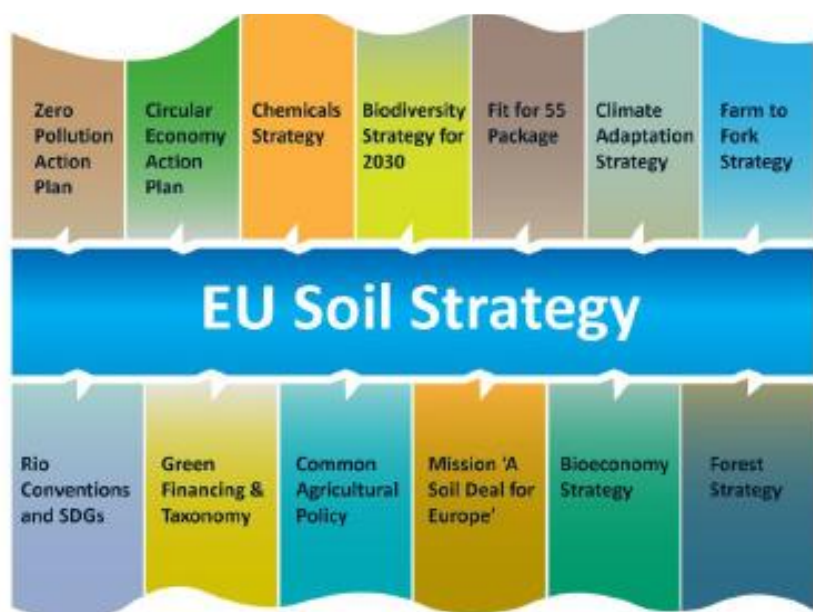 Zero
Pollution
Action
Plan
Circular
Economy
Action
Plan
Chemicals
Strategy
Biodiversity
Strategy for
2030
Fit for 55
Package
Climate
Adaptation
Strategy
Farm to
Fork
Strategy
EU Soil Strategy
Rio
Conventions
and SDGs
Green
Financing &
Taxonomy
Common
Agricultural
Policy
Mission 'A
Soil Deal for
Europe'
Bioeconomy
Strategy
Forest
Strategy